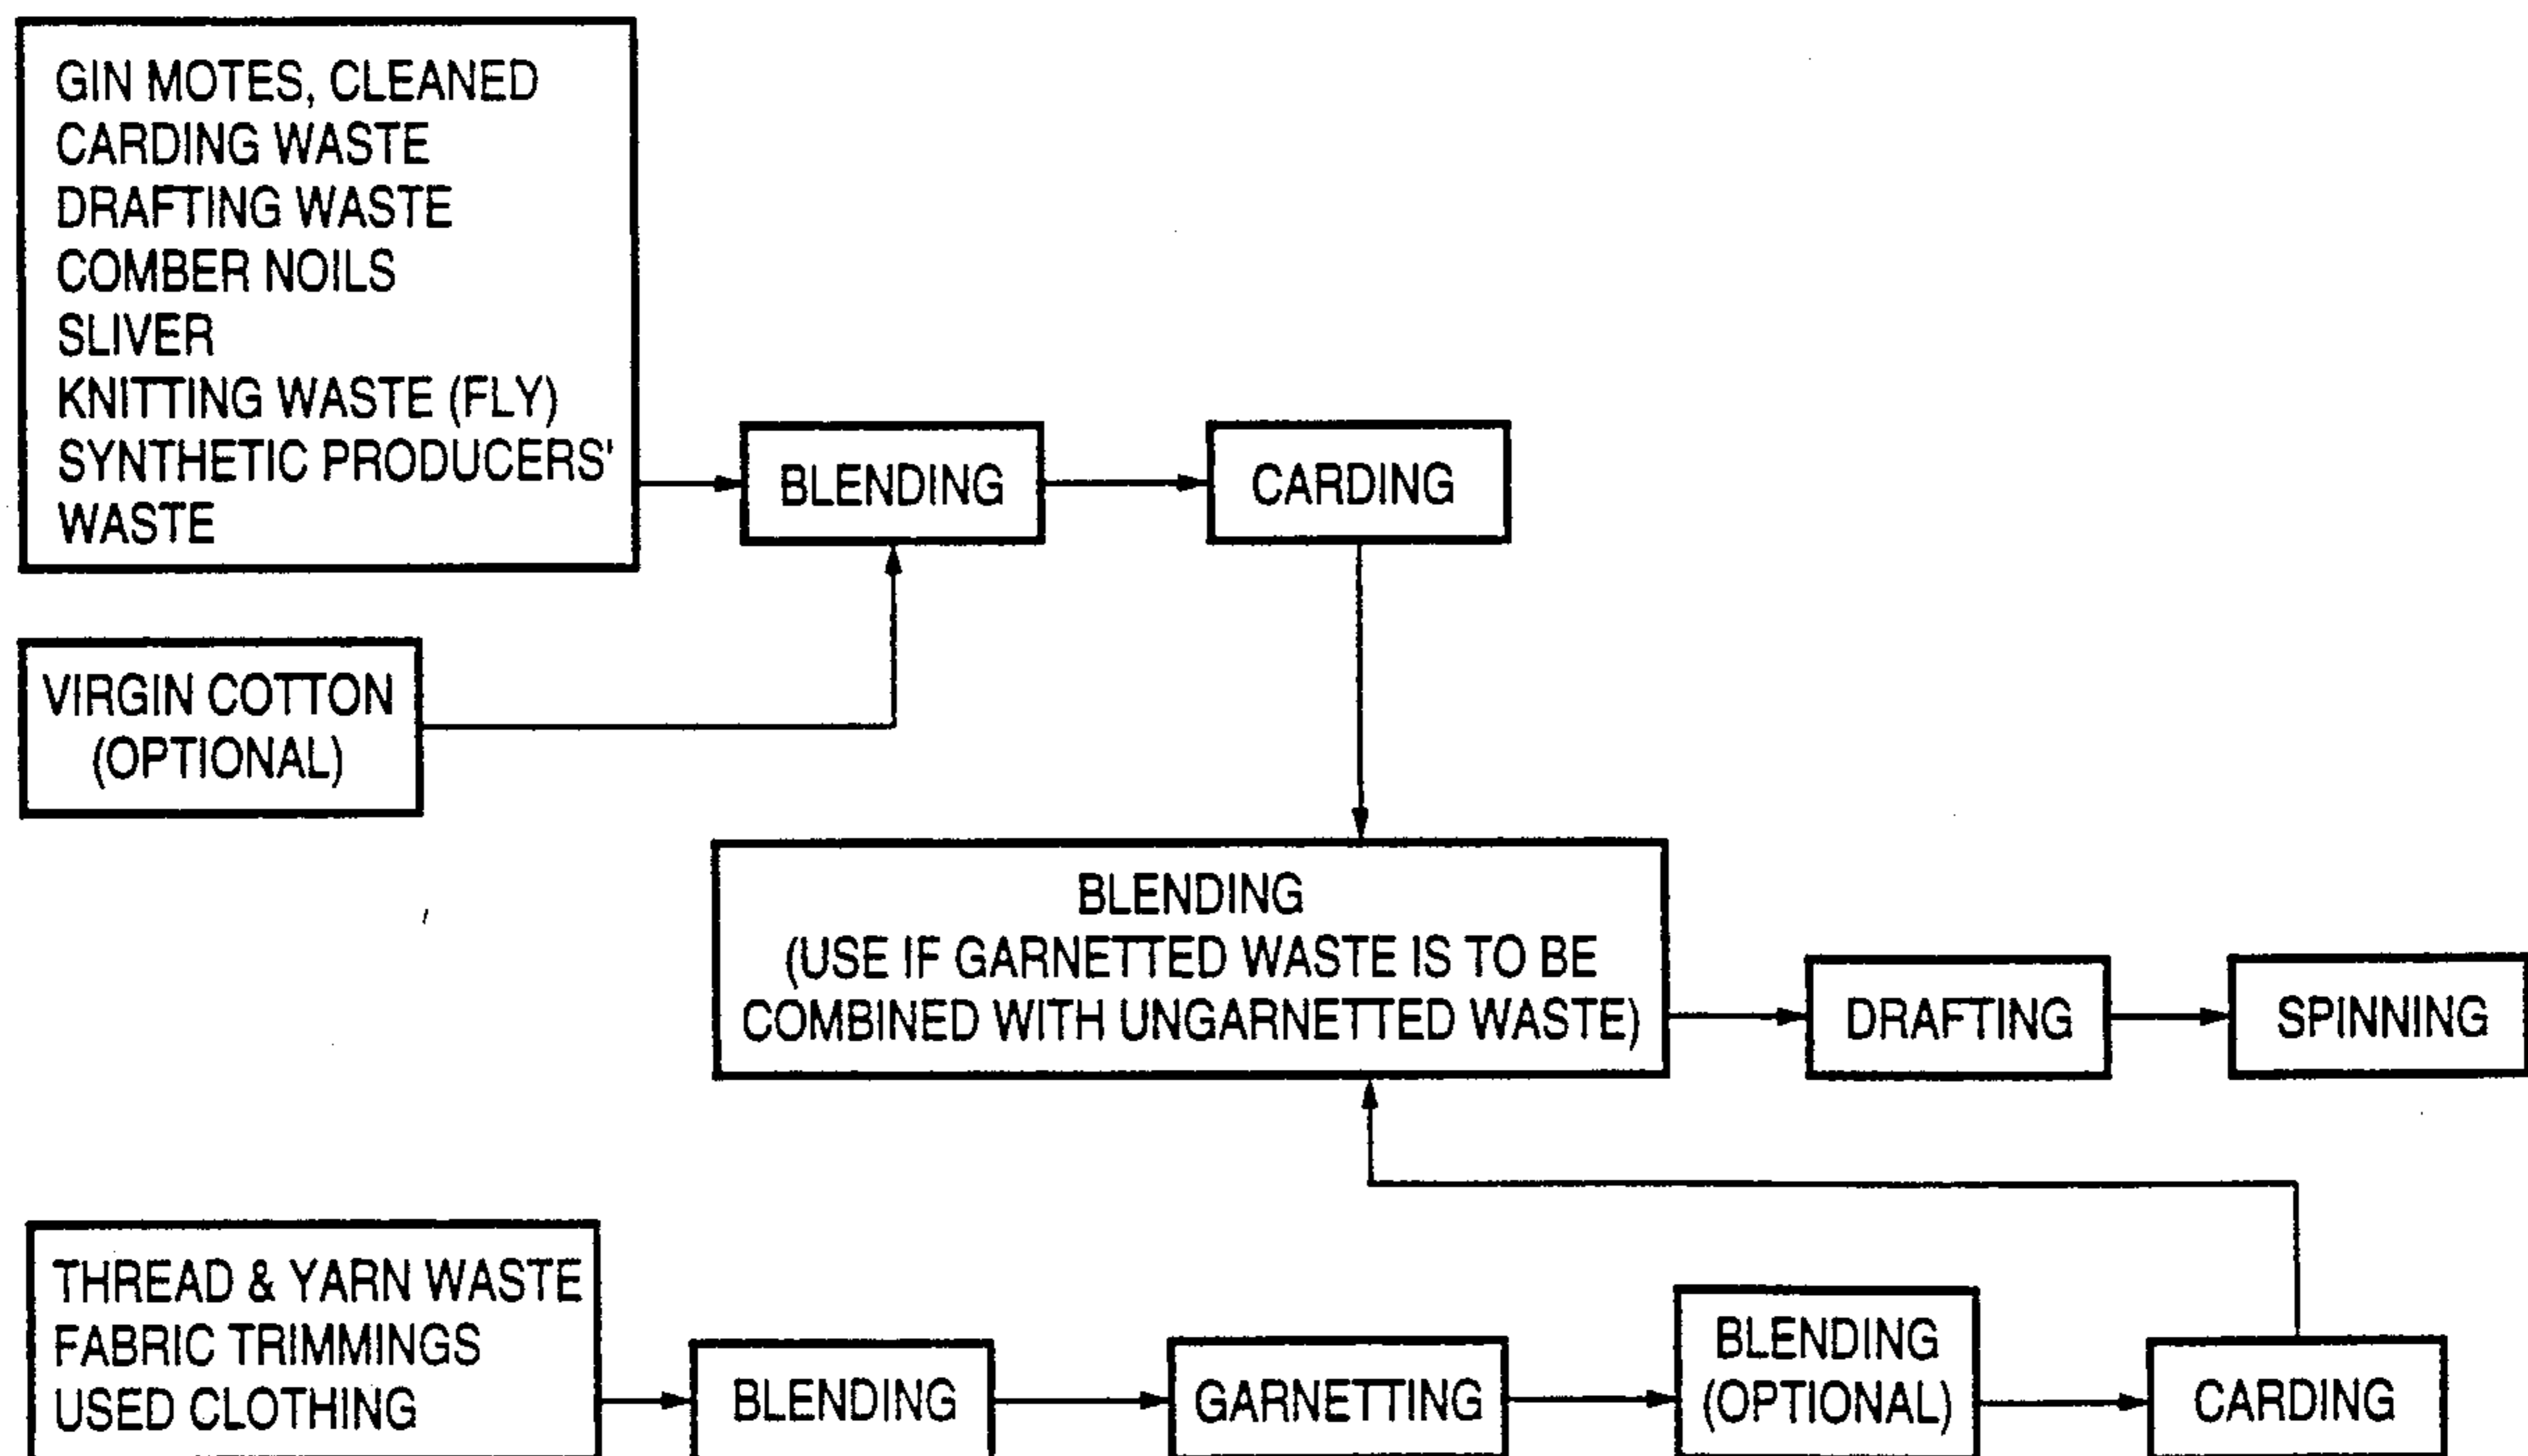 GIN MOTES, CLEANED
CARDING WASTE
DRAFTING WASTE
COMBER NOILS
SLIVER
KNITTING WASTE (FLY)
SYNTHETIC PRODUCERS'
WASTE
BLENDING
CARDING
VIRGIN COTTON
(OPTIONAL)
BLENDING
(USE IF GARNETTED WASTE IS TO BE
COMBINED WITH UNGARNETTED WASTE)
DRAFTING
SPINNING
THREAD & YARN WASTE
FABRIC TRIMMINGS
USED CLOTHING
BLENDING
GARNETTING
BLENDING
(OPTIONAL)
CARDING